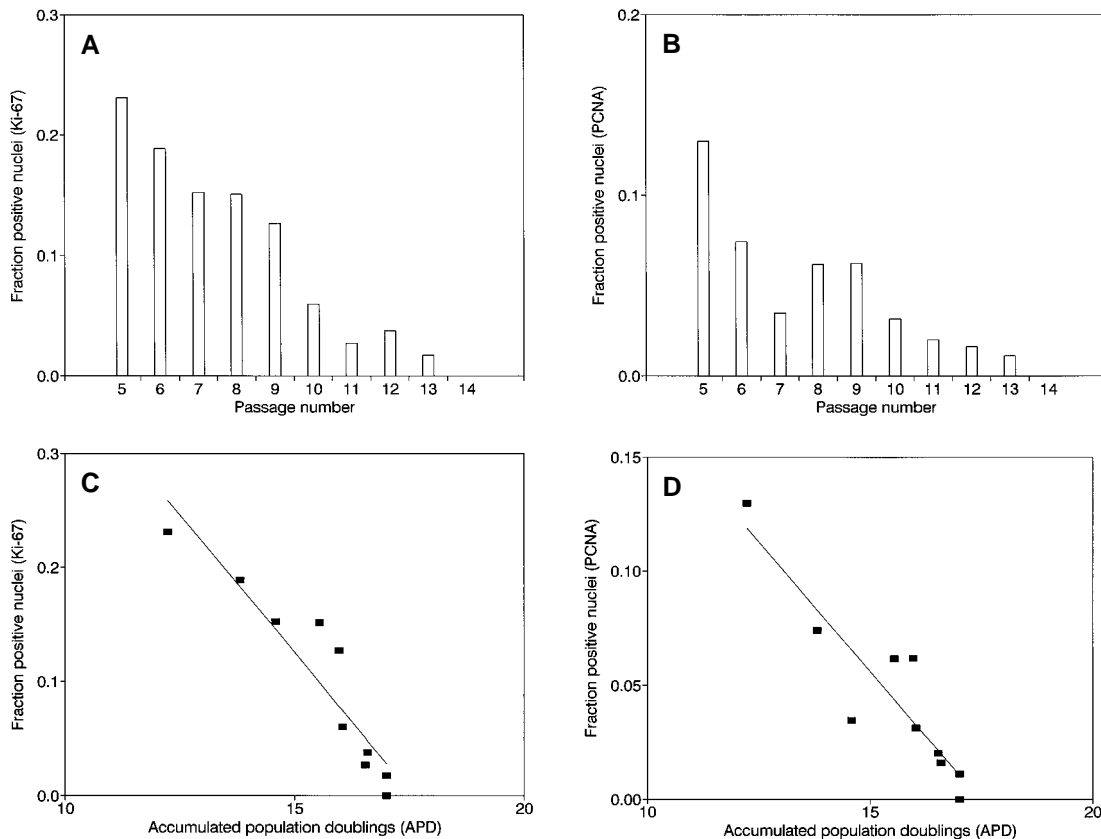 A
0.3
0.2
0.1
0.0
Fraction positive nuclei (Ki-67)
5 6 7 8 9 10 11 12 13 14
Passage number
B
0.2
0.1
0.0
Fraction positive nuclei (PCNA)
5 6 7 8 9 10 11 12 13 14
Passage number
C
0.3
0.2
0.1
0.0
Fraction positive nuclei (Ki-67)
10 15 20
Accumulated population doublings (APD)
D
0.15
0.10
0.05
0.00
Fraction positive nuclei (PCNA)
10 15 20
Accumulated population doublings (APD)